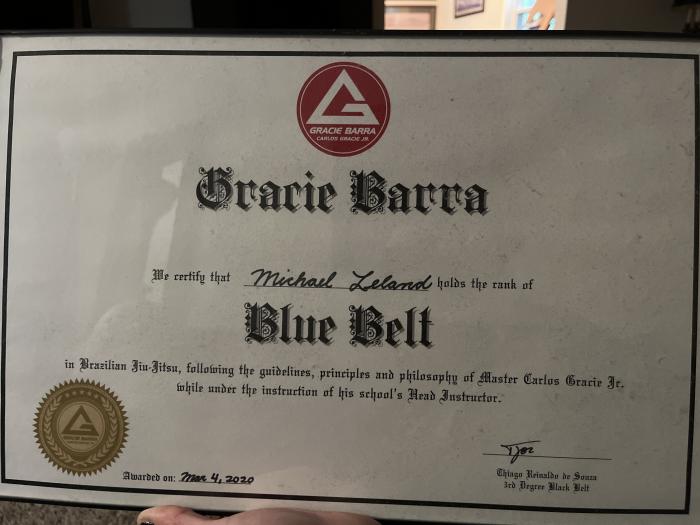 GRACIE BARRA
CARLOS GRACIE JR.
Gracie Barra
We certify that Michael Leland holds the rank of
Blue Belt
in Brazilian Jiu-Jitsu, following the guidelines, principles and philosophy of Master Carlos Gracie Jr.
while under the instruction of his school's Head Instructor.
GRACIE BARRA
Awarded on: Mar 4, 2020
Thiago Reinaldo de Souza
3rd Degree Black Belt